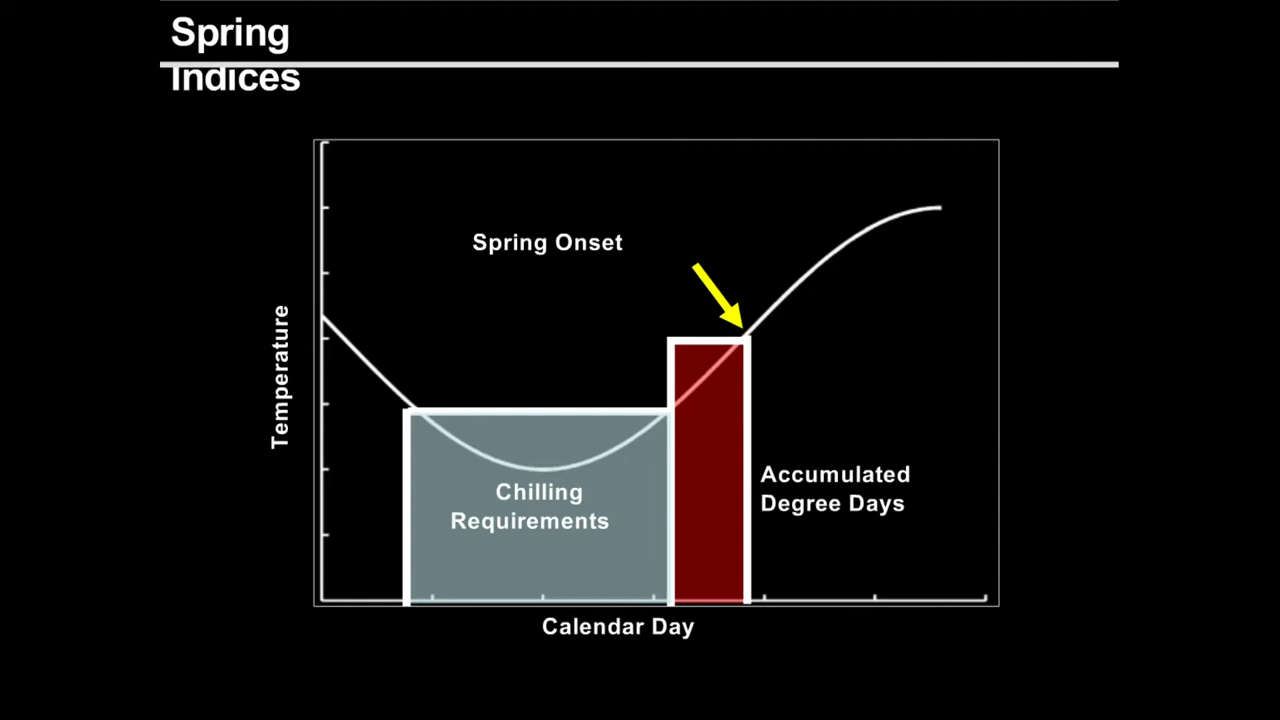 Spring
Indices
Spring Onset
Temperature
Chilling
Requirements
Accumulated
Degree Days
Calendar Day